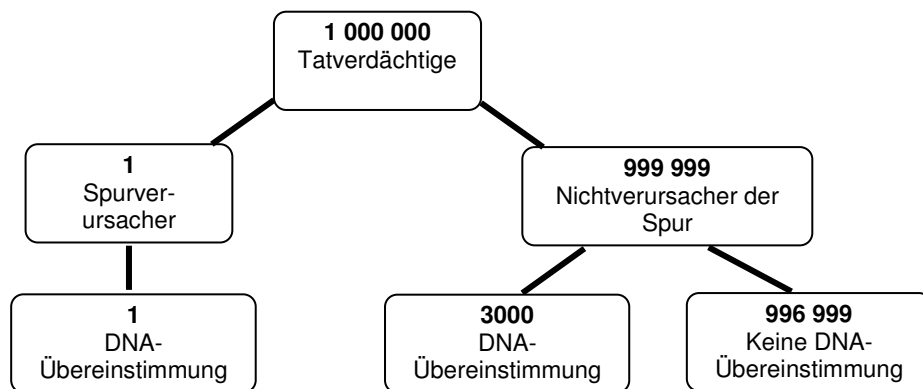 1 000 000
Tatverdächtige
1
Spurver-
ursacher
999 999
Nichtverursacher der
Spur
1
DNA-
Übereinstimmung
3000
DNA-
Übereinstimmung
996 999
Keine DNA-
Übereinstimmung